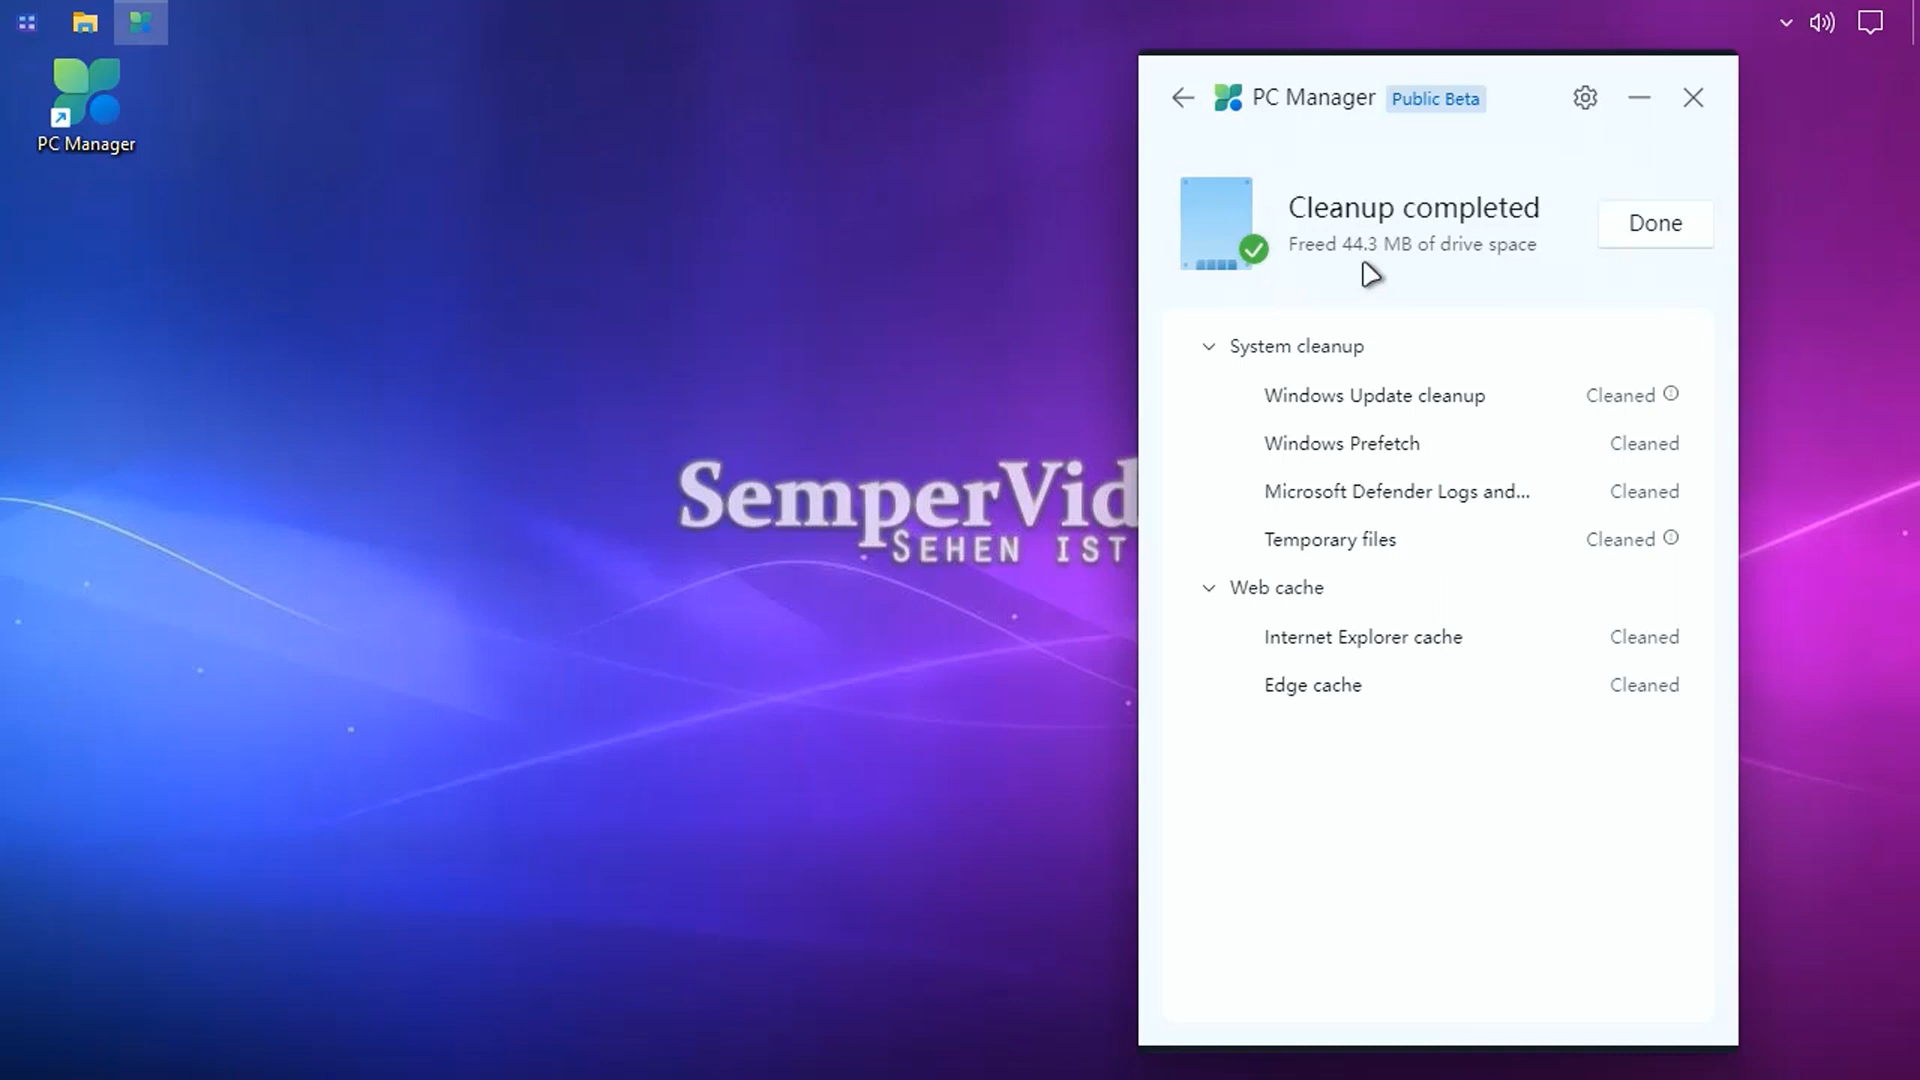 PC Manager
PC Manager Public Beta
Cleanup completed
Freed 44.3 MB of drive space
Done
System cleanup
Windows Update cleanup Cleaned
Windows Prefetch Cleaned
Microsoft Defender Logs and... Cleaned
Temporary files Cleaned
Web cache
Internet Explorer cache Cleaned
Edge cache Cleaned
SemperVid
SEHEN IST